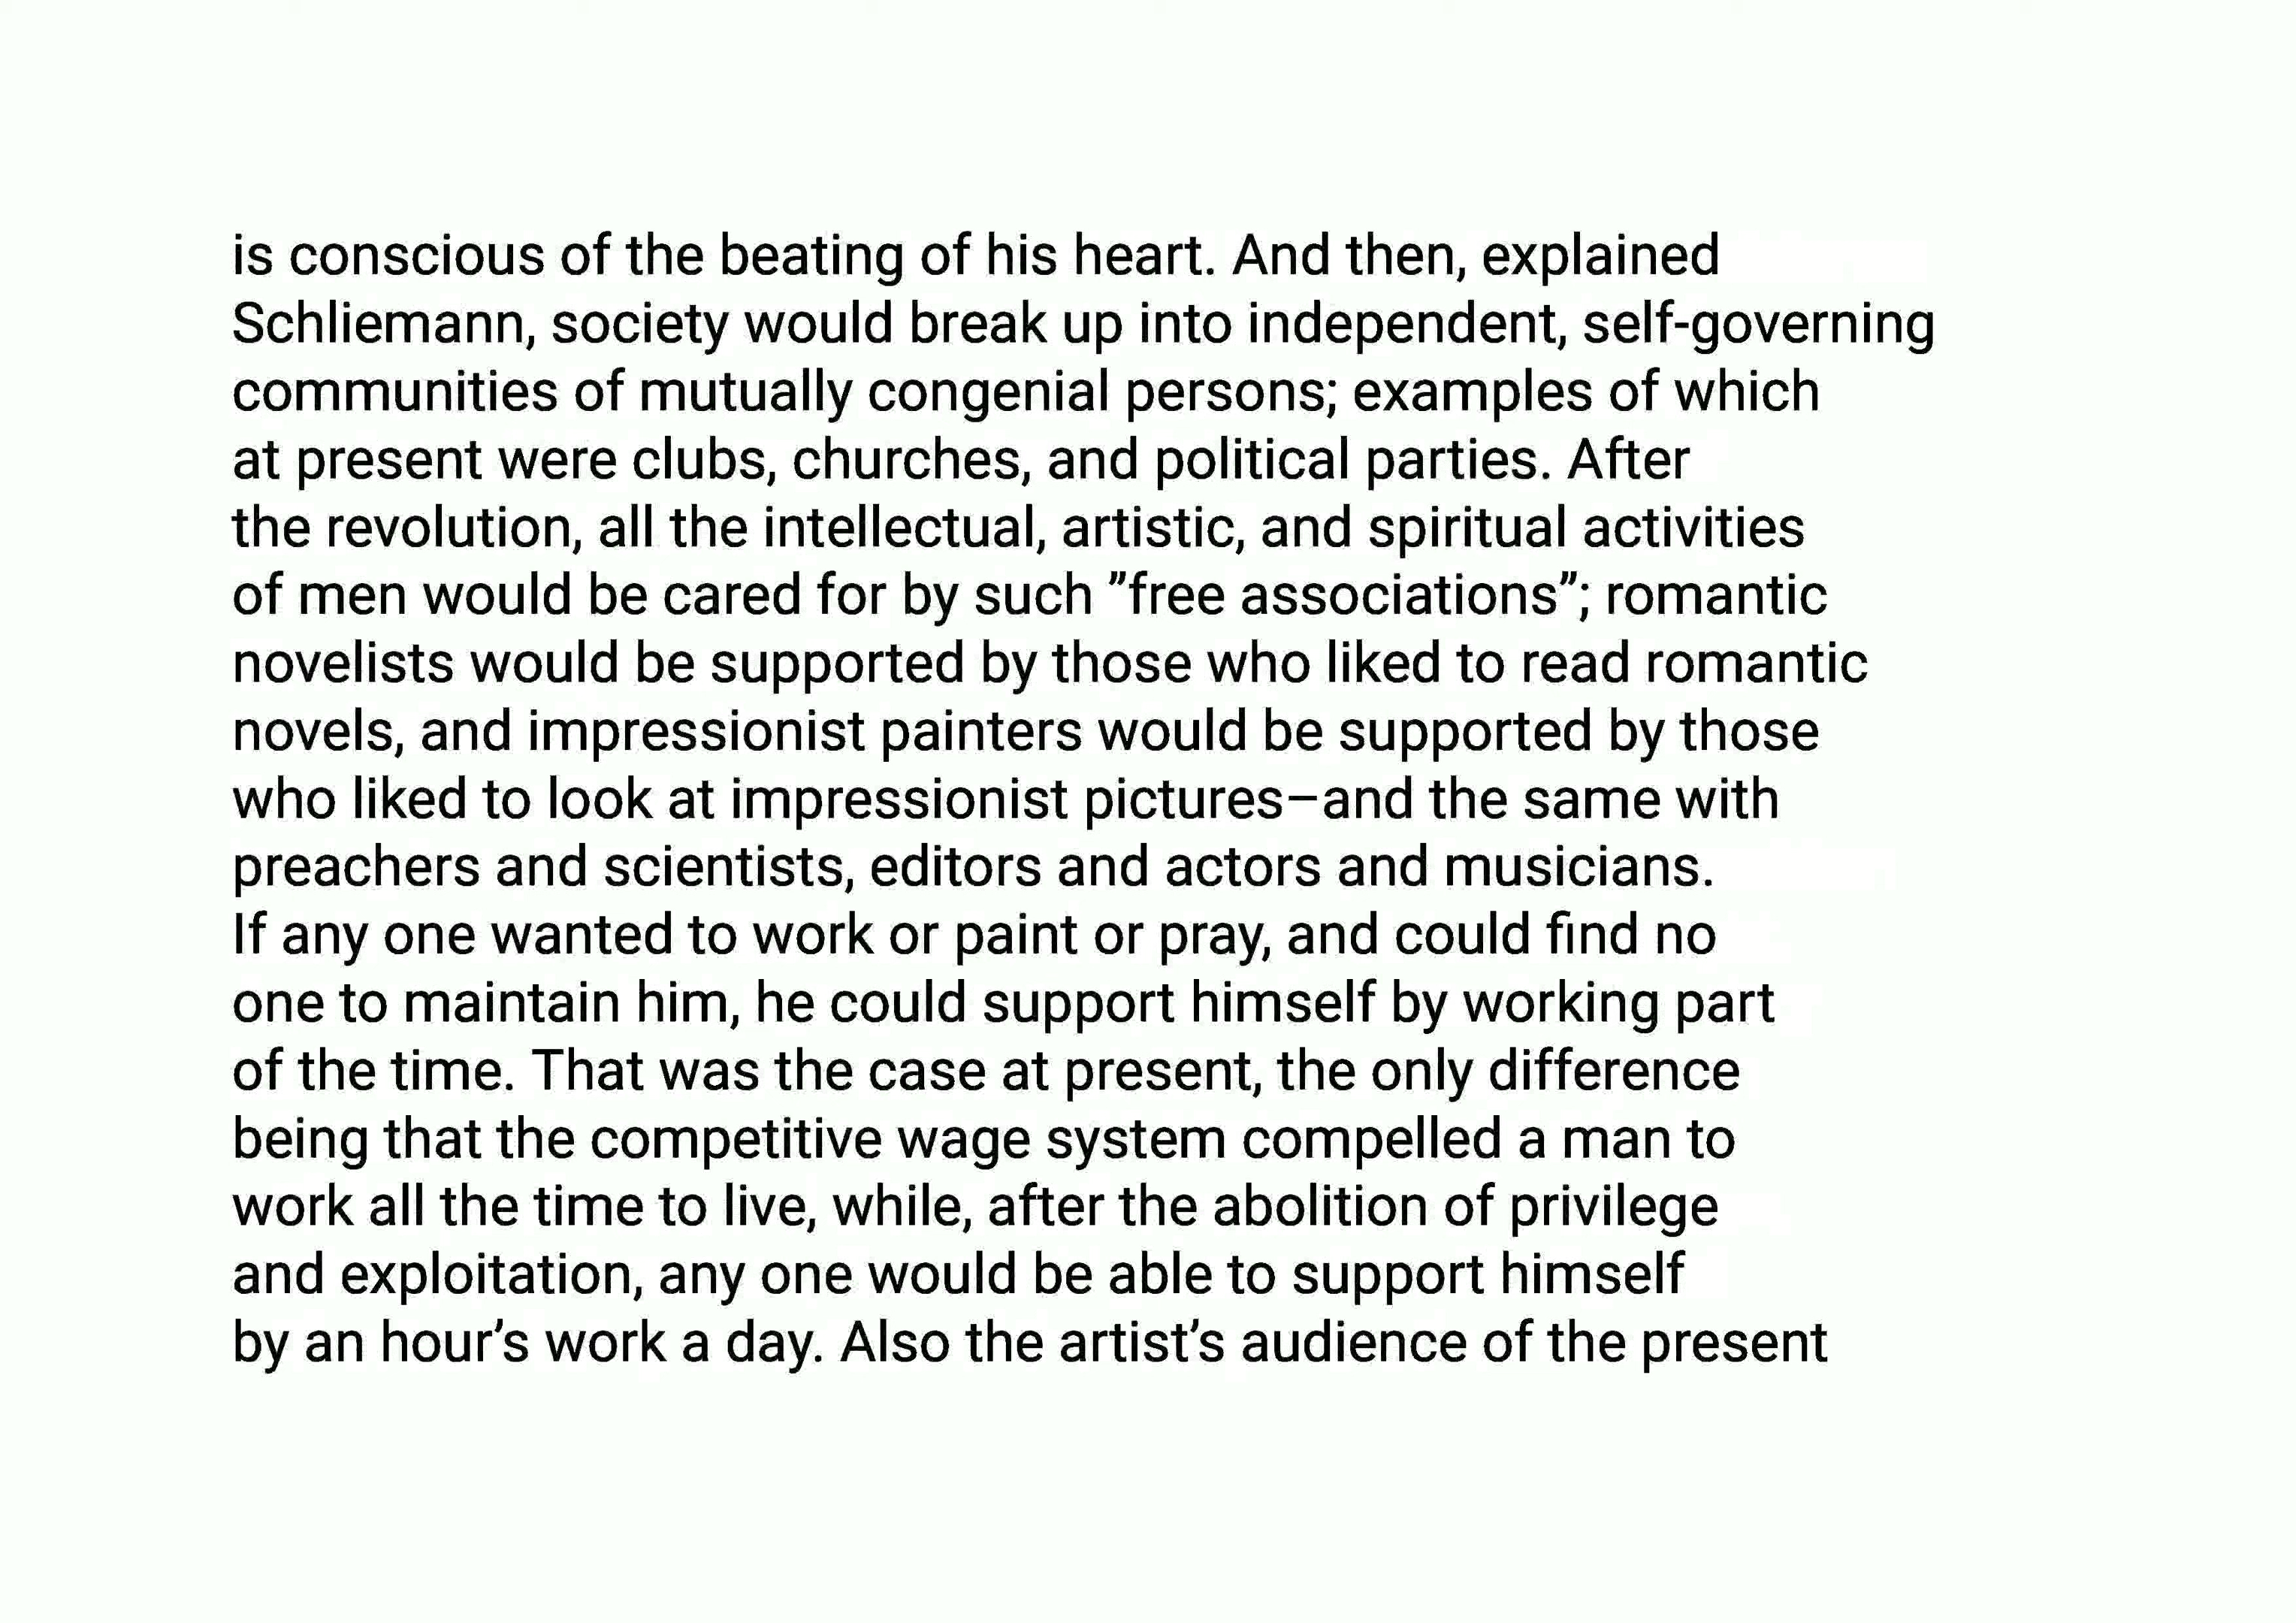 is conscious of the beating of his heart. And then, explained
Schliemann, society would break up into independent, self-governing
communities of mutually congenial persons; examples of which
at present were clubs, churches, and political parties. After
the revolution, all the intellectual, artistic, and spiritual activities
of men would be cared for by such ”free associations”; romantic
novelists would be supported by those who liked to read romantic
novels, and impressionist painters would be supported by those
who liked to look at impressionist pictures–and the same with
preachers and scientists, editors and actors and musicians.
If any one wanted to work or paint or pray, and could find no
one to maintain him, he could support himself by working part
of the time. That was the case at present, the only difference
being that the competitive wage system compelled a man to
work all the time to live, while, after the abolition of privilege
and exploitation, any one would be able to support himself
by an hour’s work a day. Also the artist’s audience of the present